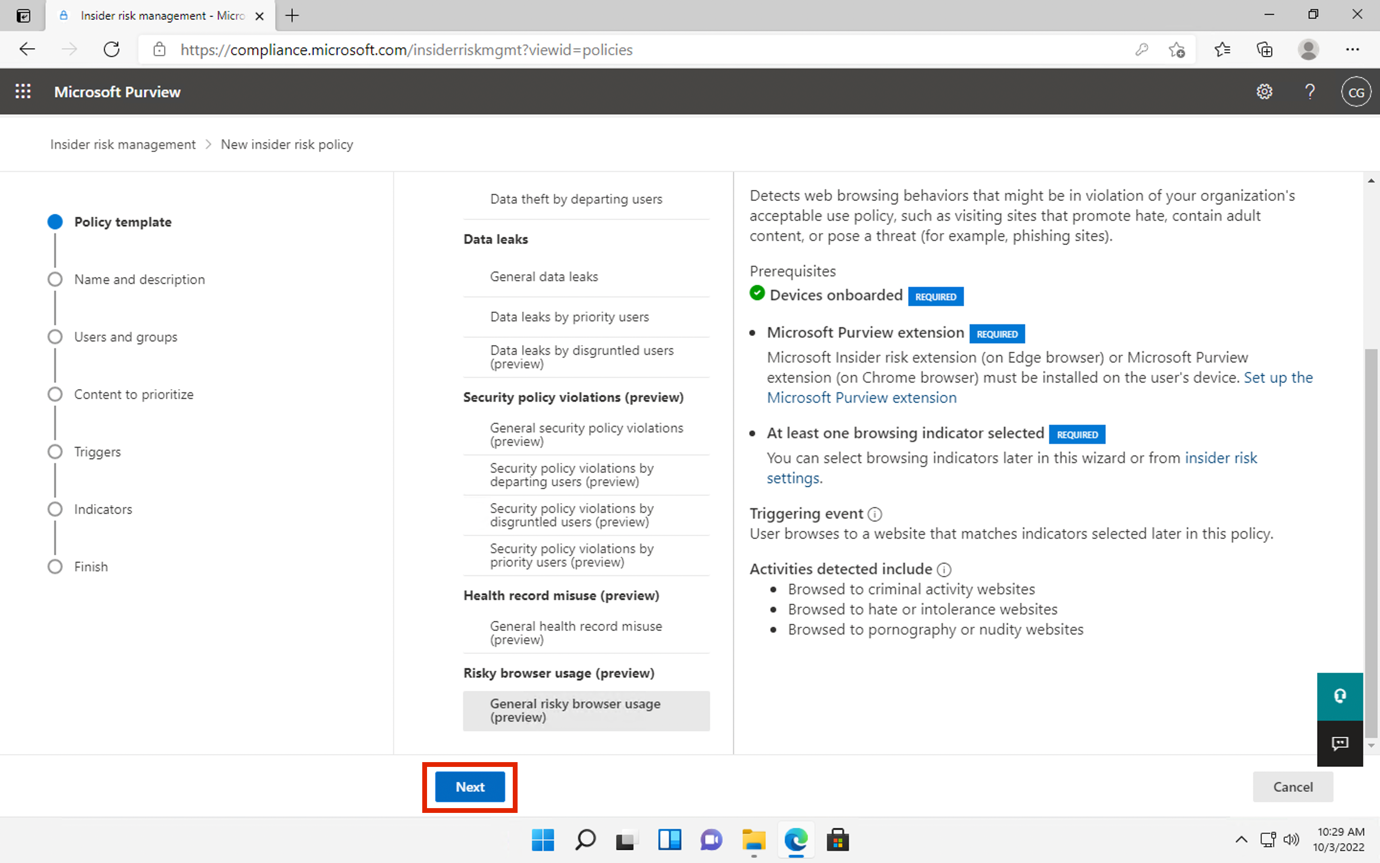 Insider risk management - Micro
https://compliance.microsoft.com/insiderriskmgmt?viewid=policies
Microsoft Purview
CG
Insider risk management > New insider risk policy
Policy template
Name and description
Users and groups
Content to prioritize
Triggers
Indicators
Finish
Data theft by departing users
Data leaks
General data leaks
Data leaks by priority users
Data leaks by disgruntled users
(preview)
Security policy violations (preview)
General security policy violations
(preview)
Security policy violations by
departing users (preview)
Security policy violations by
disgruntled users (preview)
Security policy violations by
priority users (preview)
Health record misuse (preview)
General health record misuse
(preview)
Risky browser usage (preview)
General risky browser usage
(preview)
Detects web browsing behaviors that might be in violation of your organization's
acceptable use policy, such as visiting sites that promote hate, contain adult
content, or pose a threat (for example, phishing sites).
Prerequisites
Devices onboarded REQUIRED
• Microsoft Purview extension REQUIRED
Microsoft Insider risk extension (on Edge browser) or Microsoft Purview
extension (on Chrome browser) must be installed on the user's device. Set up the
Microsoft Purview extension
• At least one browsing indicator selected REQUIRED
You can select browsing indicators later in this wizard or from insider risk
settings.
Triggering event
User browses to a website that matches indicators selected later in this policy.
Activities detected include
• Browsed to criminal activity websites
• Browsed to hate or intolerance websites
• Browsed to pornography or nudity websites
Next
Cancel
10:29 AM
10/3/2022